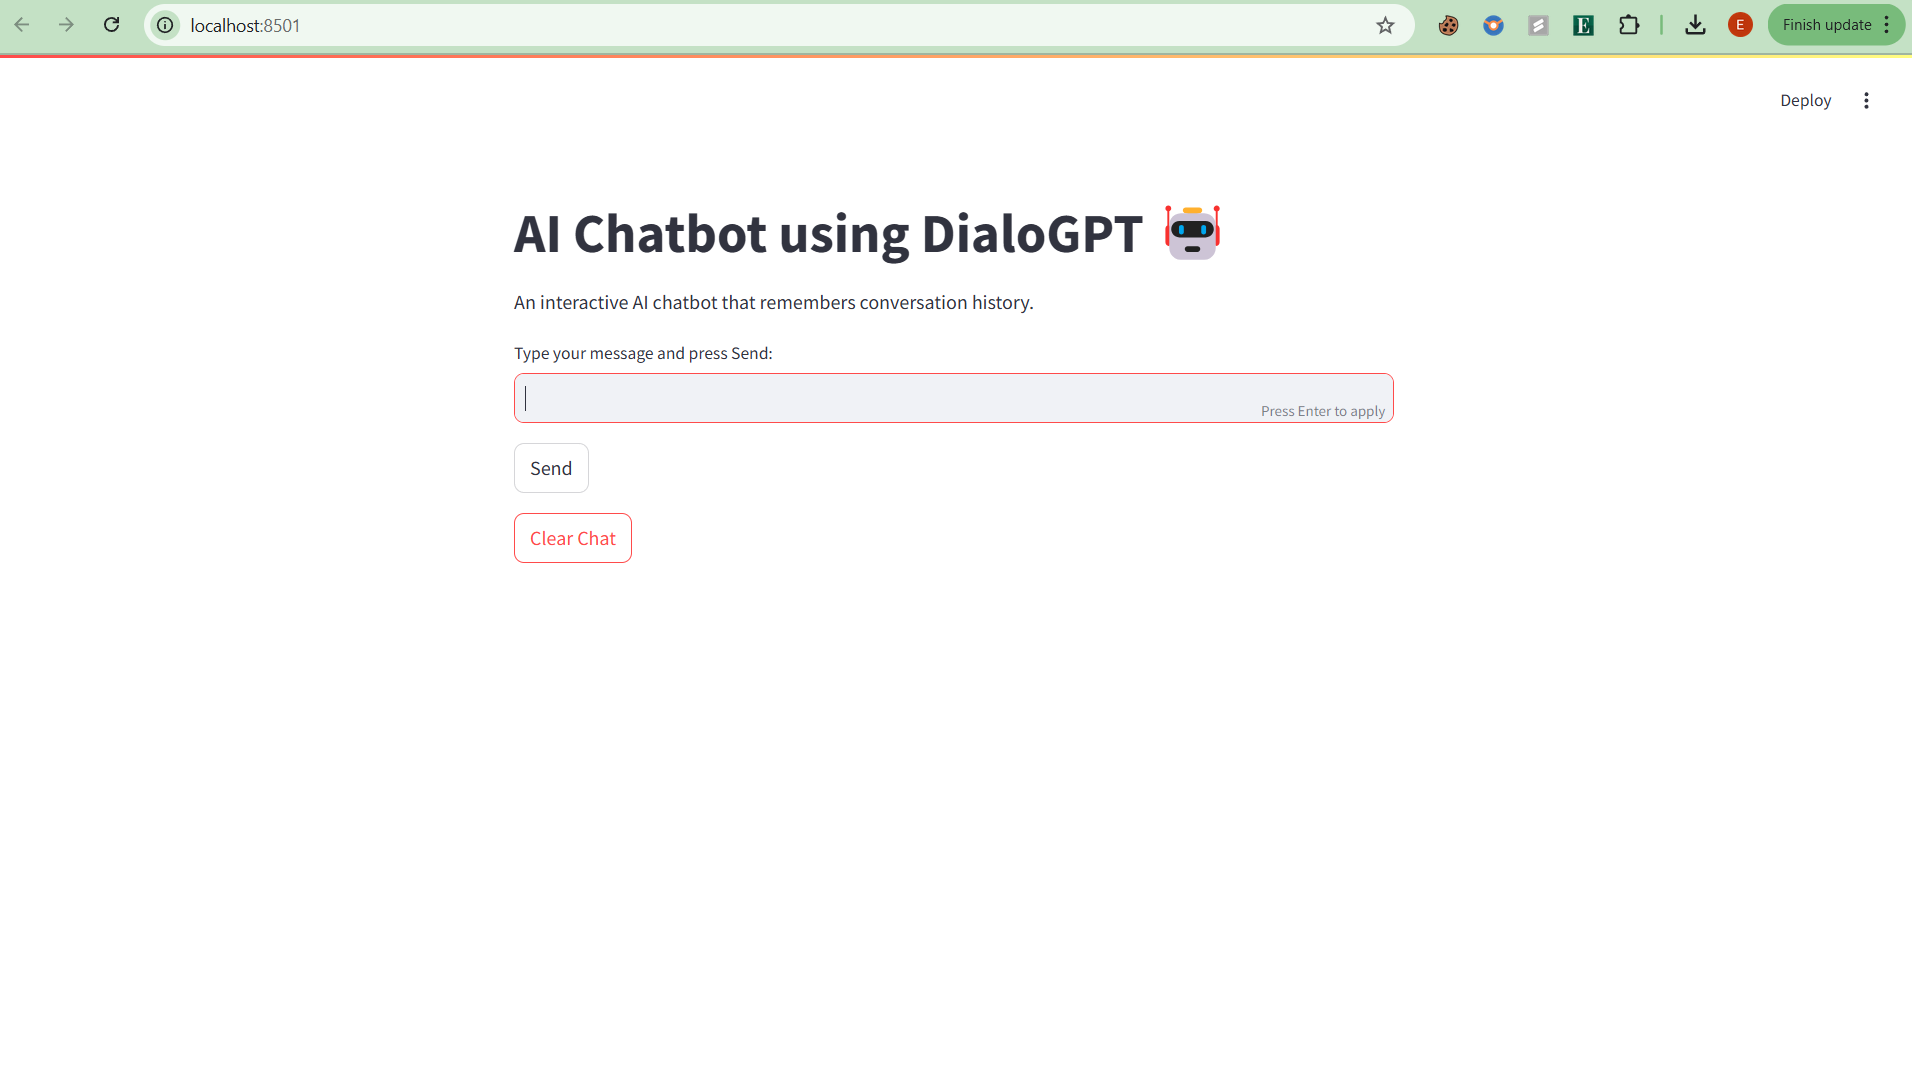 localhost:8501
E
E
Finish update
Deploy
AI Chatbot using DialoGPT
An interactive AI chatbot that remembers conversation history.
Type your message and press Send:
Press Enter to apply
Send
Clear Chat